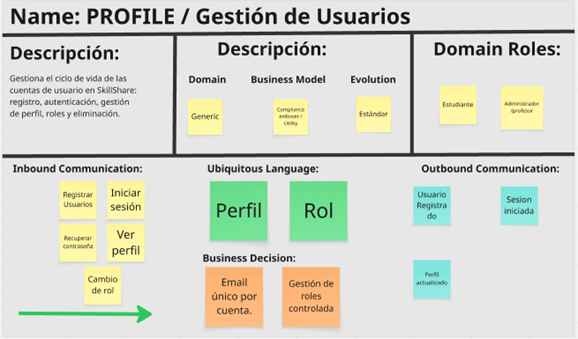 Name: PROFILE / Gestión de Usuarios
Descripción:
Gestiona el ciclo de vida de las
cuentas de usuario en SkillShare:
registro, autenticación, gestión
de perfil, roles y eliminación.
Descripción:
Domain
Business Model
Evolution
Generic
Compliance
enforcer /
Utility
Estándar
Domain Roles:
Estudiante
Administrador
/profesor
Inbound Communication:
Registrar
Usuarios
Iniciar
sesión
Recuperar
contraseña
Ver
perfil
Cambio
de rol
Ubiquitous Language:
Perfil
Rol
Business Decision:
Email
único por
cuenta.
Gestión de
roles
controlada
Outbound Communication:
Usuario
Registra
do
Sesion
iniciada
Perfil
actualizado